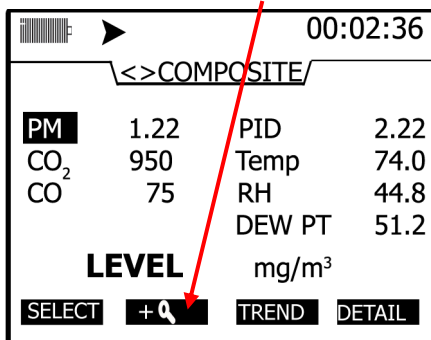 00:02:36
<>COMPOSITE
PM 1.22 PID 2.22
CO₂ 950 Temp 74.0
CO 75 RH 44.8
DEW PT 51.2
LEVEL mg/m³
SELECT + TREND DETAIL